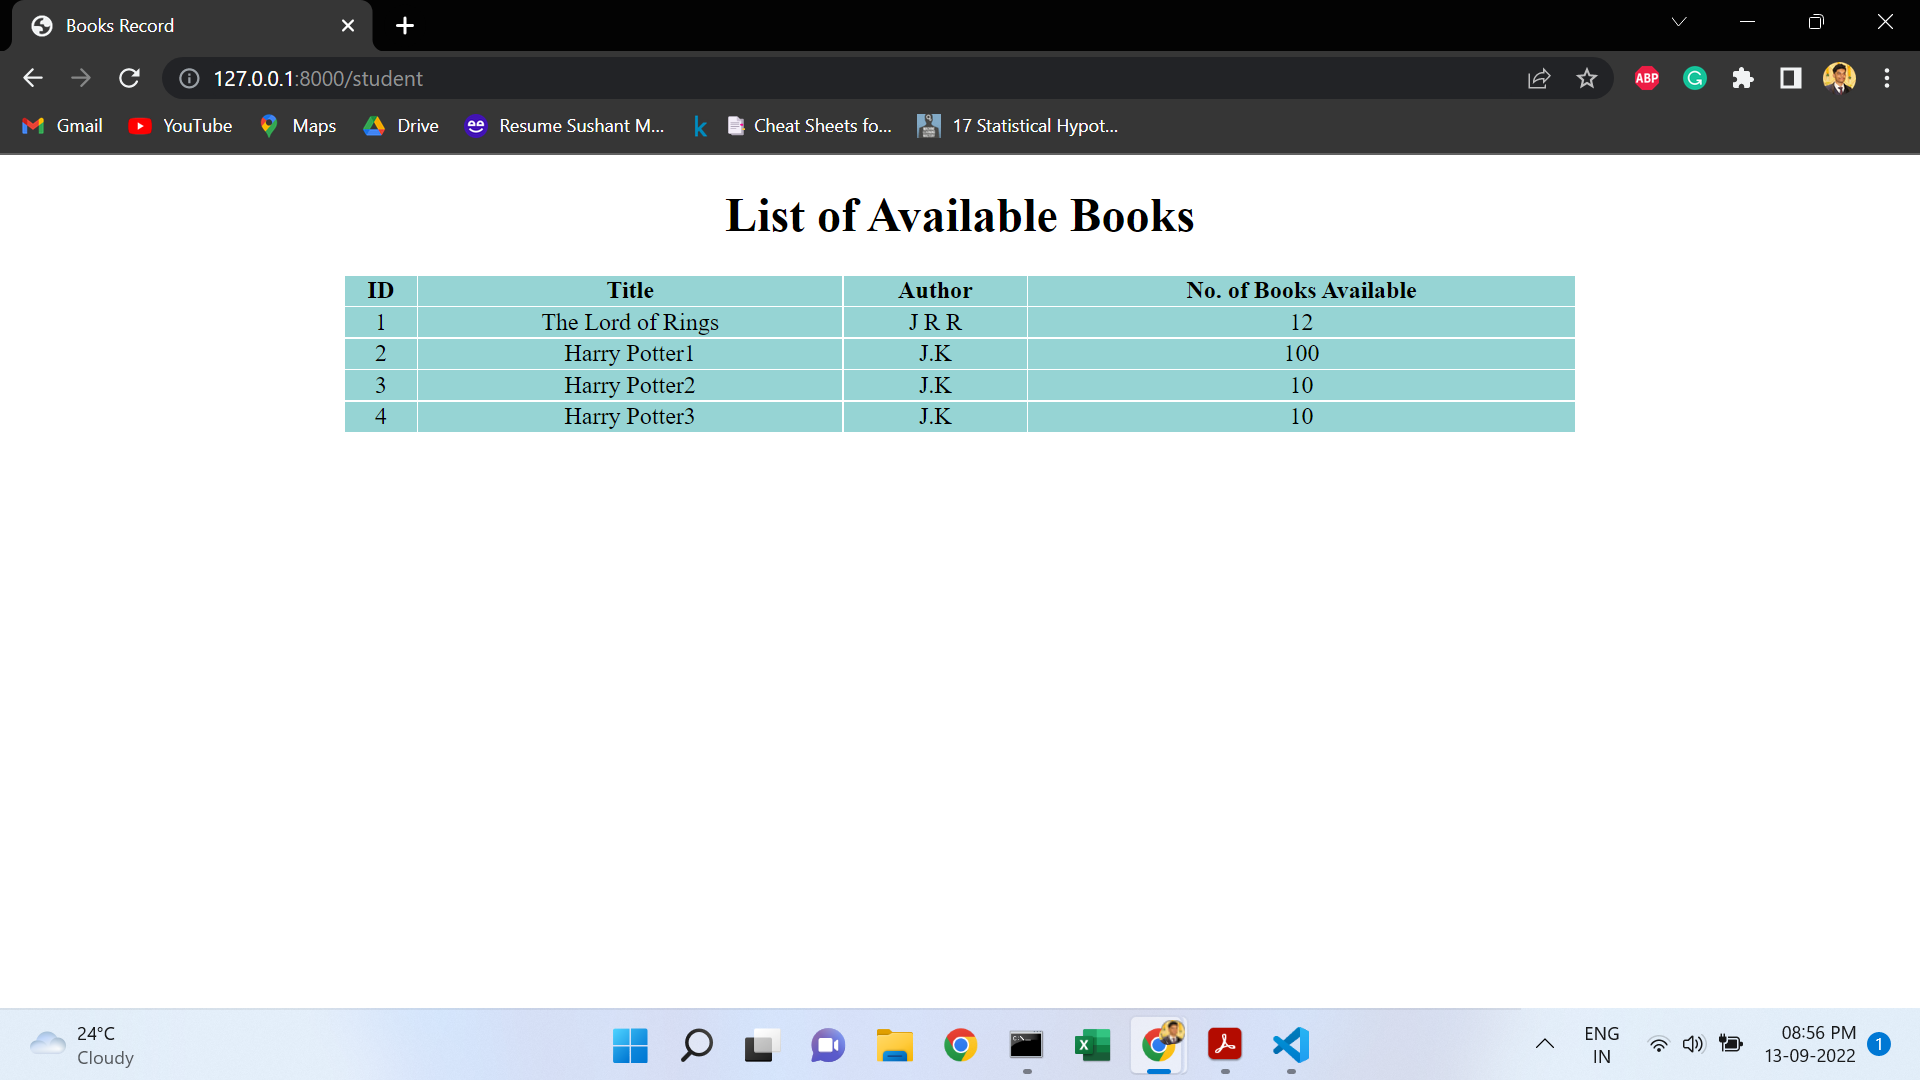 Books Record
127.0.0.1:8000/student
ABP
Gmail YouTube Maps Drive Resume Sushant M... Cheat Sheets fo... 17 Statistical Hypot...
List of Available Books
ID Title Author No. of Books Available
1 The Lord of Rings J R R 12
2 Harry Potter1 J.K 100
3 Harry Potter2 J.K 10
4 Harry Potter3 J.K 10
24°C
Cloudy
ENG
IN
08:56 PM
13-09-2022
1